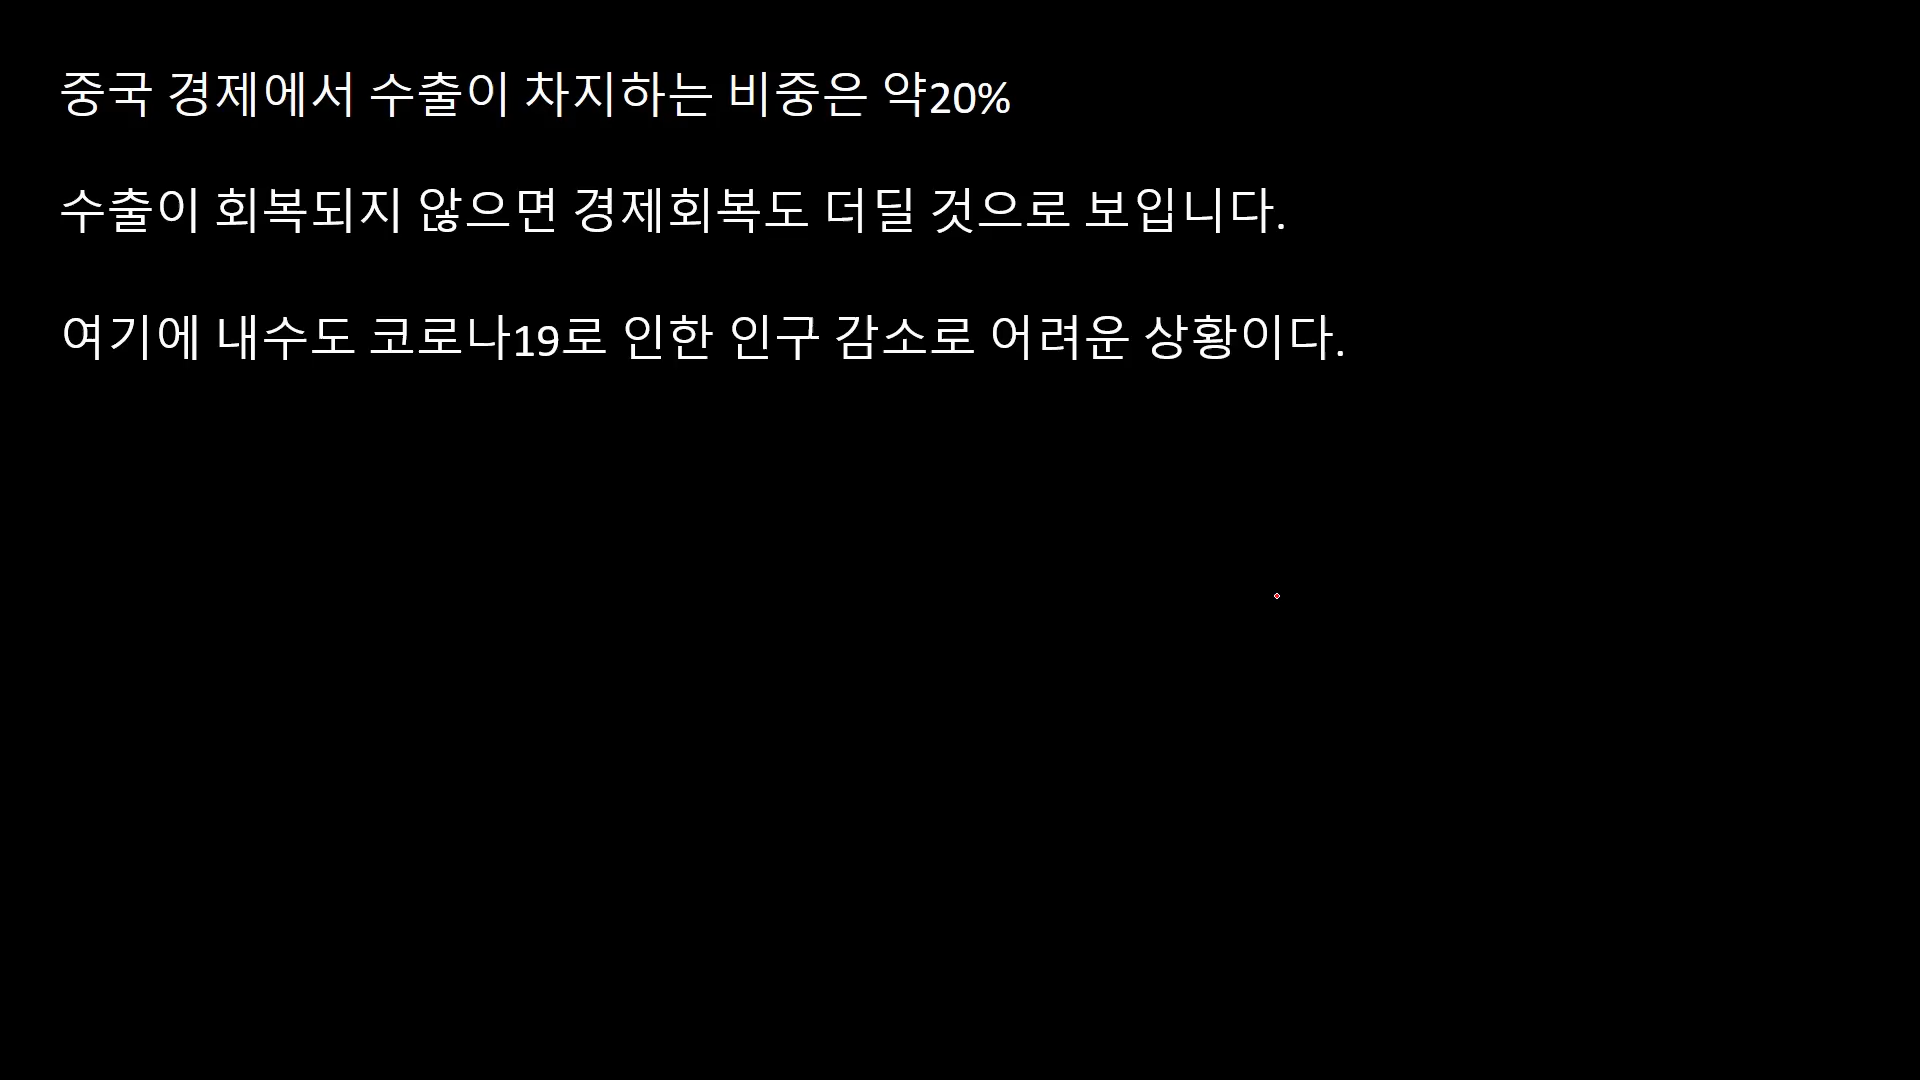 중국 경제에서 수출이 차지하는 비중은 약20%
수출이 회복되지 않으면 경제회복도 더딜 것으로 보입니다.
여기에 내수도 코로나19로 인한 인구 감소로 어려운 상황이다.